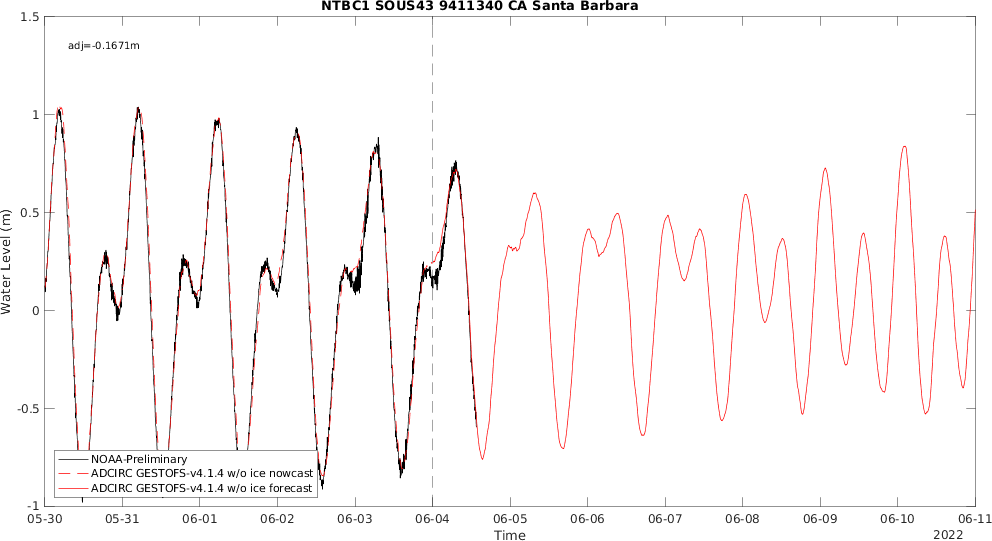 NTBC1 SOUS43 9411340 CA Santa Barbara
adj=-0.1671m
Water Level (m)
1.5
1
0.5
0
-0.5
-1
NOAA-Preliminary
ADCIRC GESTOFS-v4.1.4 w/o ice nowcast
ADCIRC GESTOFS-v4.1.4 w/o ice forecast
05-30 05-31 06-01 06-02 06-03 06-04 06-05 06-06 06-07 06-08 06-09 06-10 06-11
Time
2022